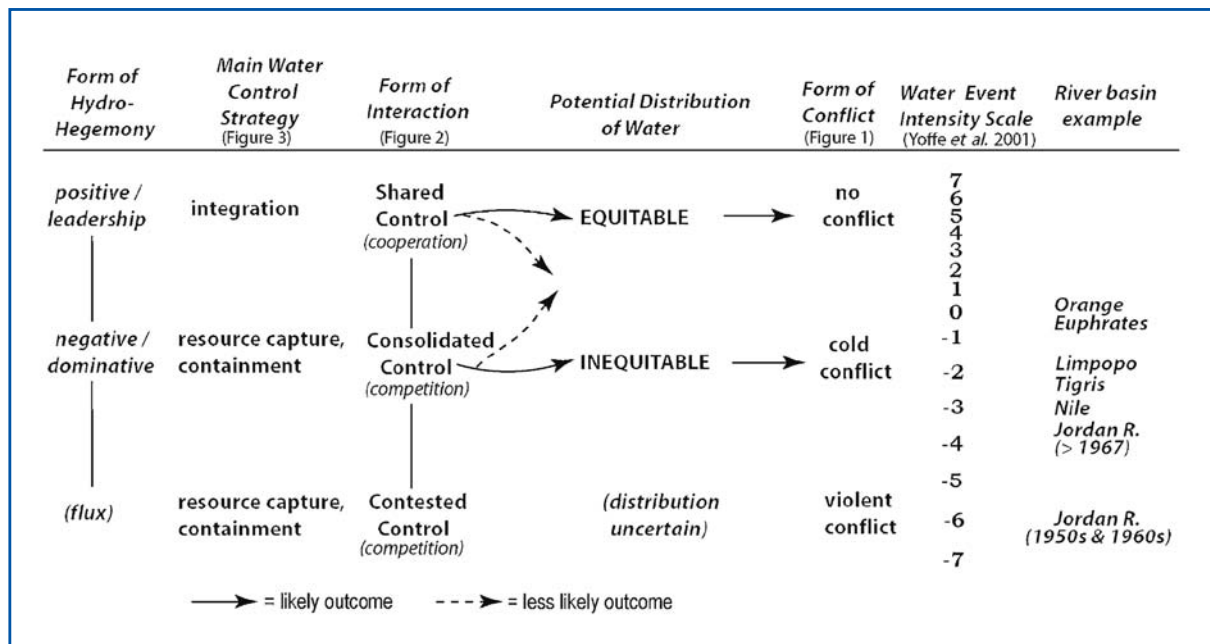 Form of
Hydro-
Hegemony
Main Water
Control
Strategy
(Figure 3)
Form of
Interaction
(Figure 2)
Potential Distribution
of Water
Form of
Conflict
(Figure 1)
Water Event
Intensity Scale
(Yoffe et al. 2001)
River basin
example
positive /
leadership
integration
Shared
Control
(cooperation)
EQUITABLE
no
conflict
negative /
dominative
resource capture,
containment
Consolidated
Control
(competition)
INEQUITABLE
cold
conflict
(flux)
resource capture,
containment
Contested
Control
(competition)
(distribution
uncertain)
violent
conflict
7
6
5
4
3
2
1
0
-1
-2
-3
-4
-5
-6
-7
Orange
Euphrates
Limpopo
Tigris
Nile
Jordan R.
(> 1967)
Jordan R.
(1950s & 1960s)
= likely outcome
= less likely outcome